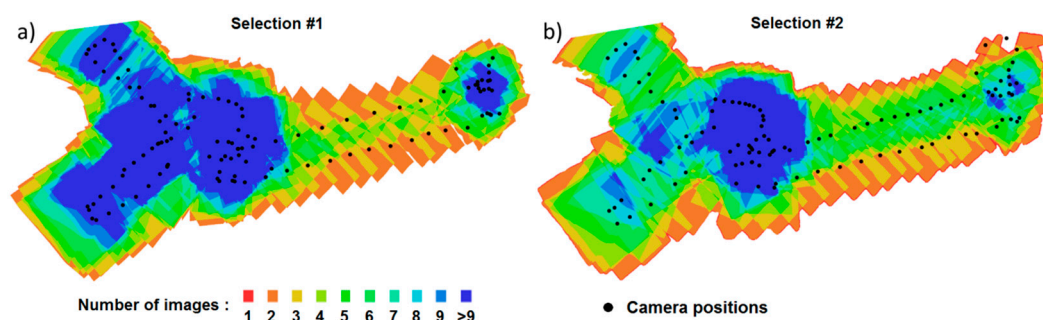 a) Selection #1
b) Selection #2
Number of images : 1 2 3 4 5 6 7 8 9 >9
Camera positions